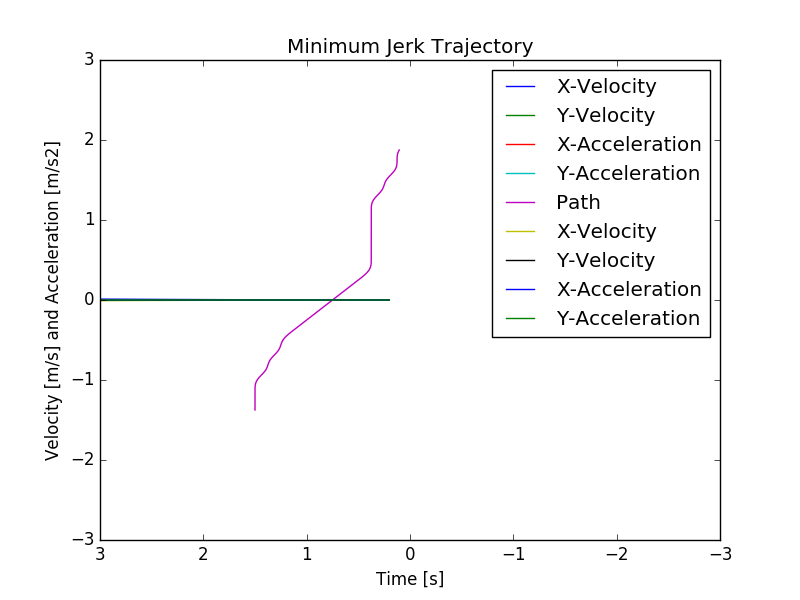 Minimum Jerk Trajectory
3
2
1
0
−1
−2
−3
Velocity [m/s] and Acceleration [m/s2]
X-Velocity
Y-Velocity
X-Acceleration
Y-Acceleration
Path
X-Velocity
Y-Velocity
X-Acceleration
Y-Acceleration
3 2 1 0 −1 −2 −3
Time [s]